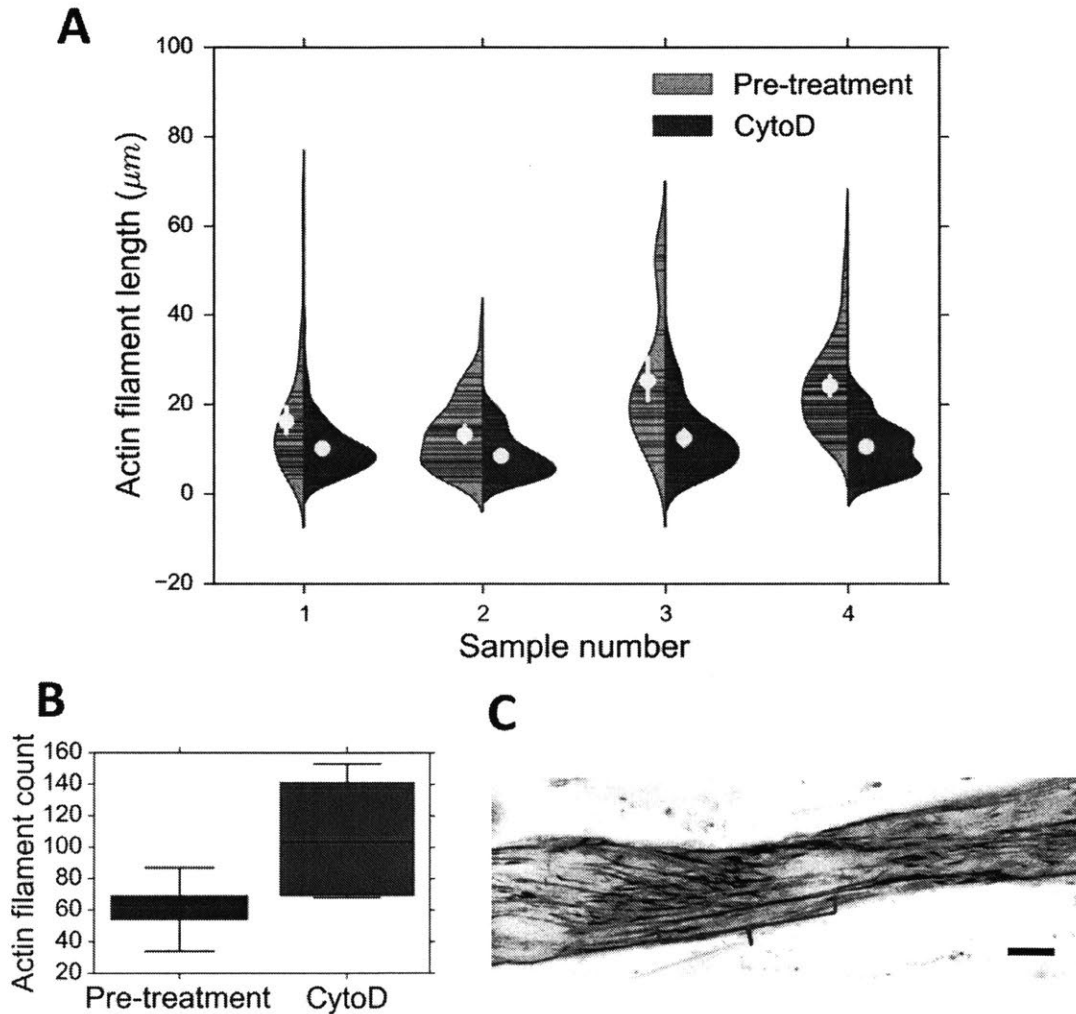 A
100
80
60
40
20
0
−20
Actin filament length (μm)
Pre-treatment
CytoD
1 2 3 4
Sample number
B
160
140
120
100
80
60
40
20
Actin filament count
Pre-treatment CytoD
C